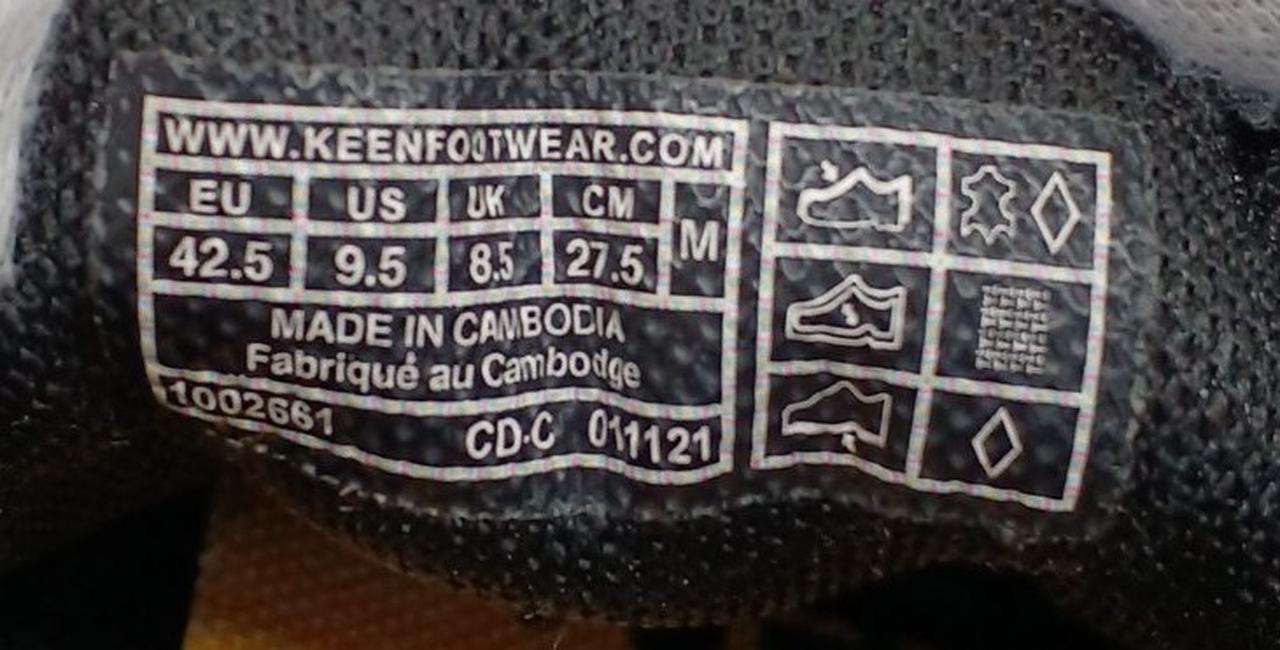 WWW.KEENFOOTWEAR.COM
EU US UK CM M
42.5 9.5 8.5 27.5
MADE IN CAMBODIA
Fabriqué au Cambodge
1002661 CD-C 011121